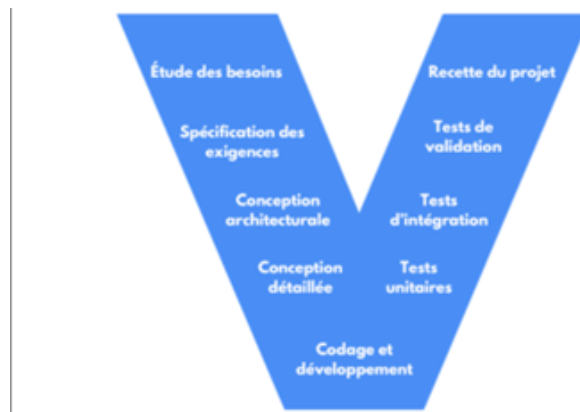 Étude des besoins
Recette du projet
Spécification des
exigences
Tests de
validation
Conception
architecturale
Tests
d'intégration
Conception
détaillée
Tests
unitaires
Codage et
développement